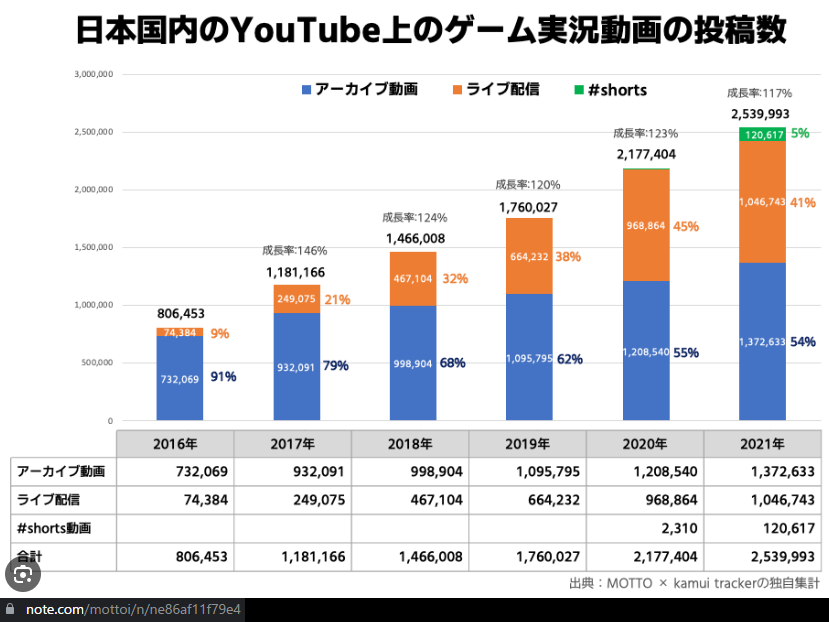 日本国内のYouTube上のゲーム実況動画の投稿数
3,000,000
2,500,000
2,000,000
1,500,000
1,000,000
500,000
0
アーカイブ動画 ライブ配信 #shorts
806,453
74,384 9%
732,069 91%
成長率:146%
1,181,166
249,075 21%
932,091 79%
成長率:124%
1,466,008
467,104 32%
998,904 68%
成長率:120%
1,760,027
664,232 38%
1,095,795 62%
成長率:123%
2,177,404
968,864 45%
1,208,540 55%
成長率:117%
2,539,993
120,617 5%
1,046,743 41%
1,372,633 54%
2016年 2017年 2018年 2019年 2020年 2021年
アーカイブ動画 732,069 932,091 998,904 1,095,795 1,208,540 1,372,633
ライブ配信 74,384 249,075 467,104 664,232 968,864 1,046,743
#shorts動画 2,310 120,617
合計 806,453 1,181,166 1,466,008 1,760,027 2,177,404 2,539,993
出典：MOTTO × kamui trackerの独自集計
note.com/mottoi/n/ne86af11f79e4